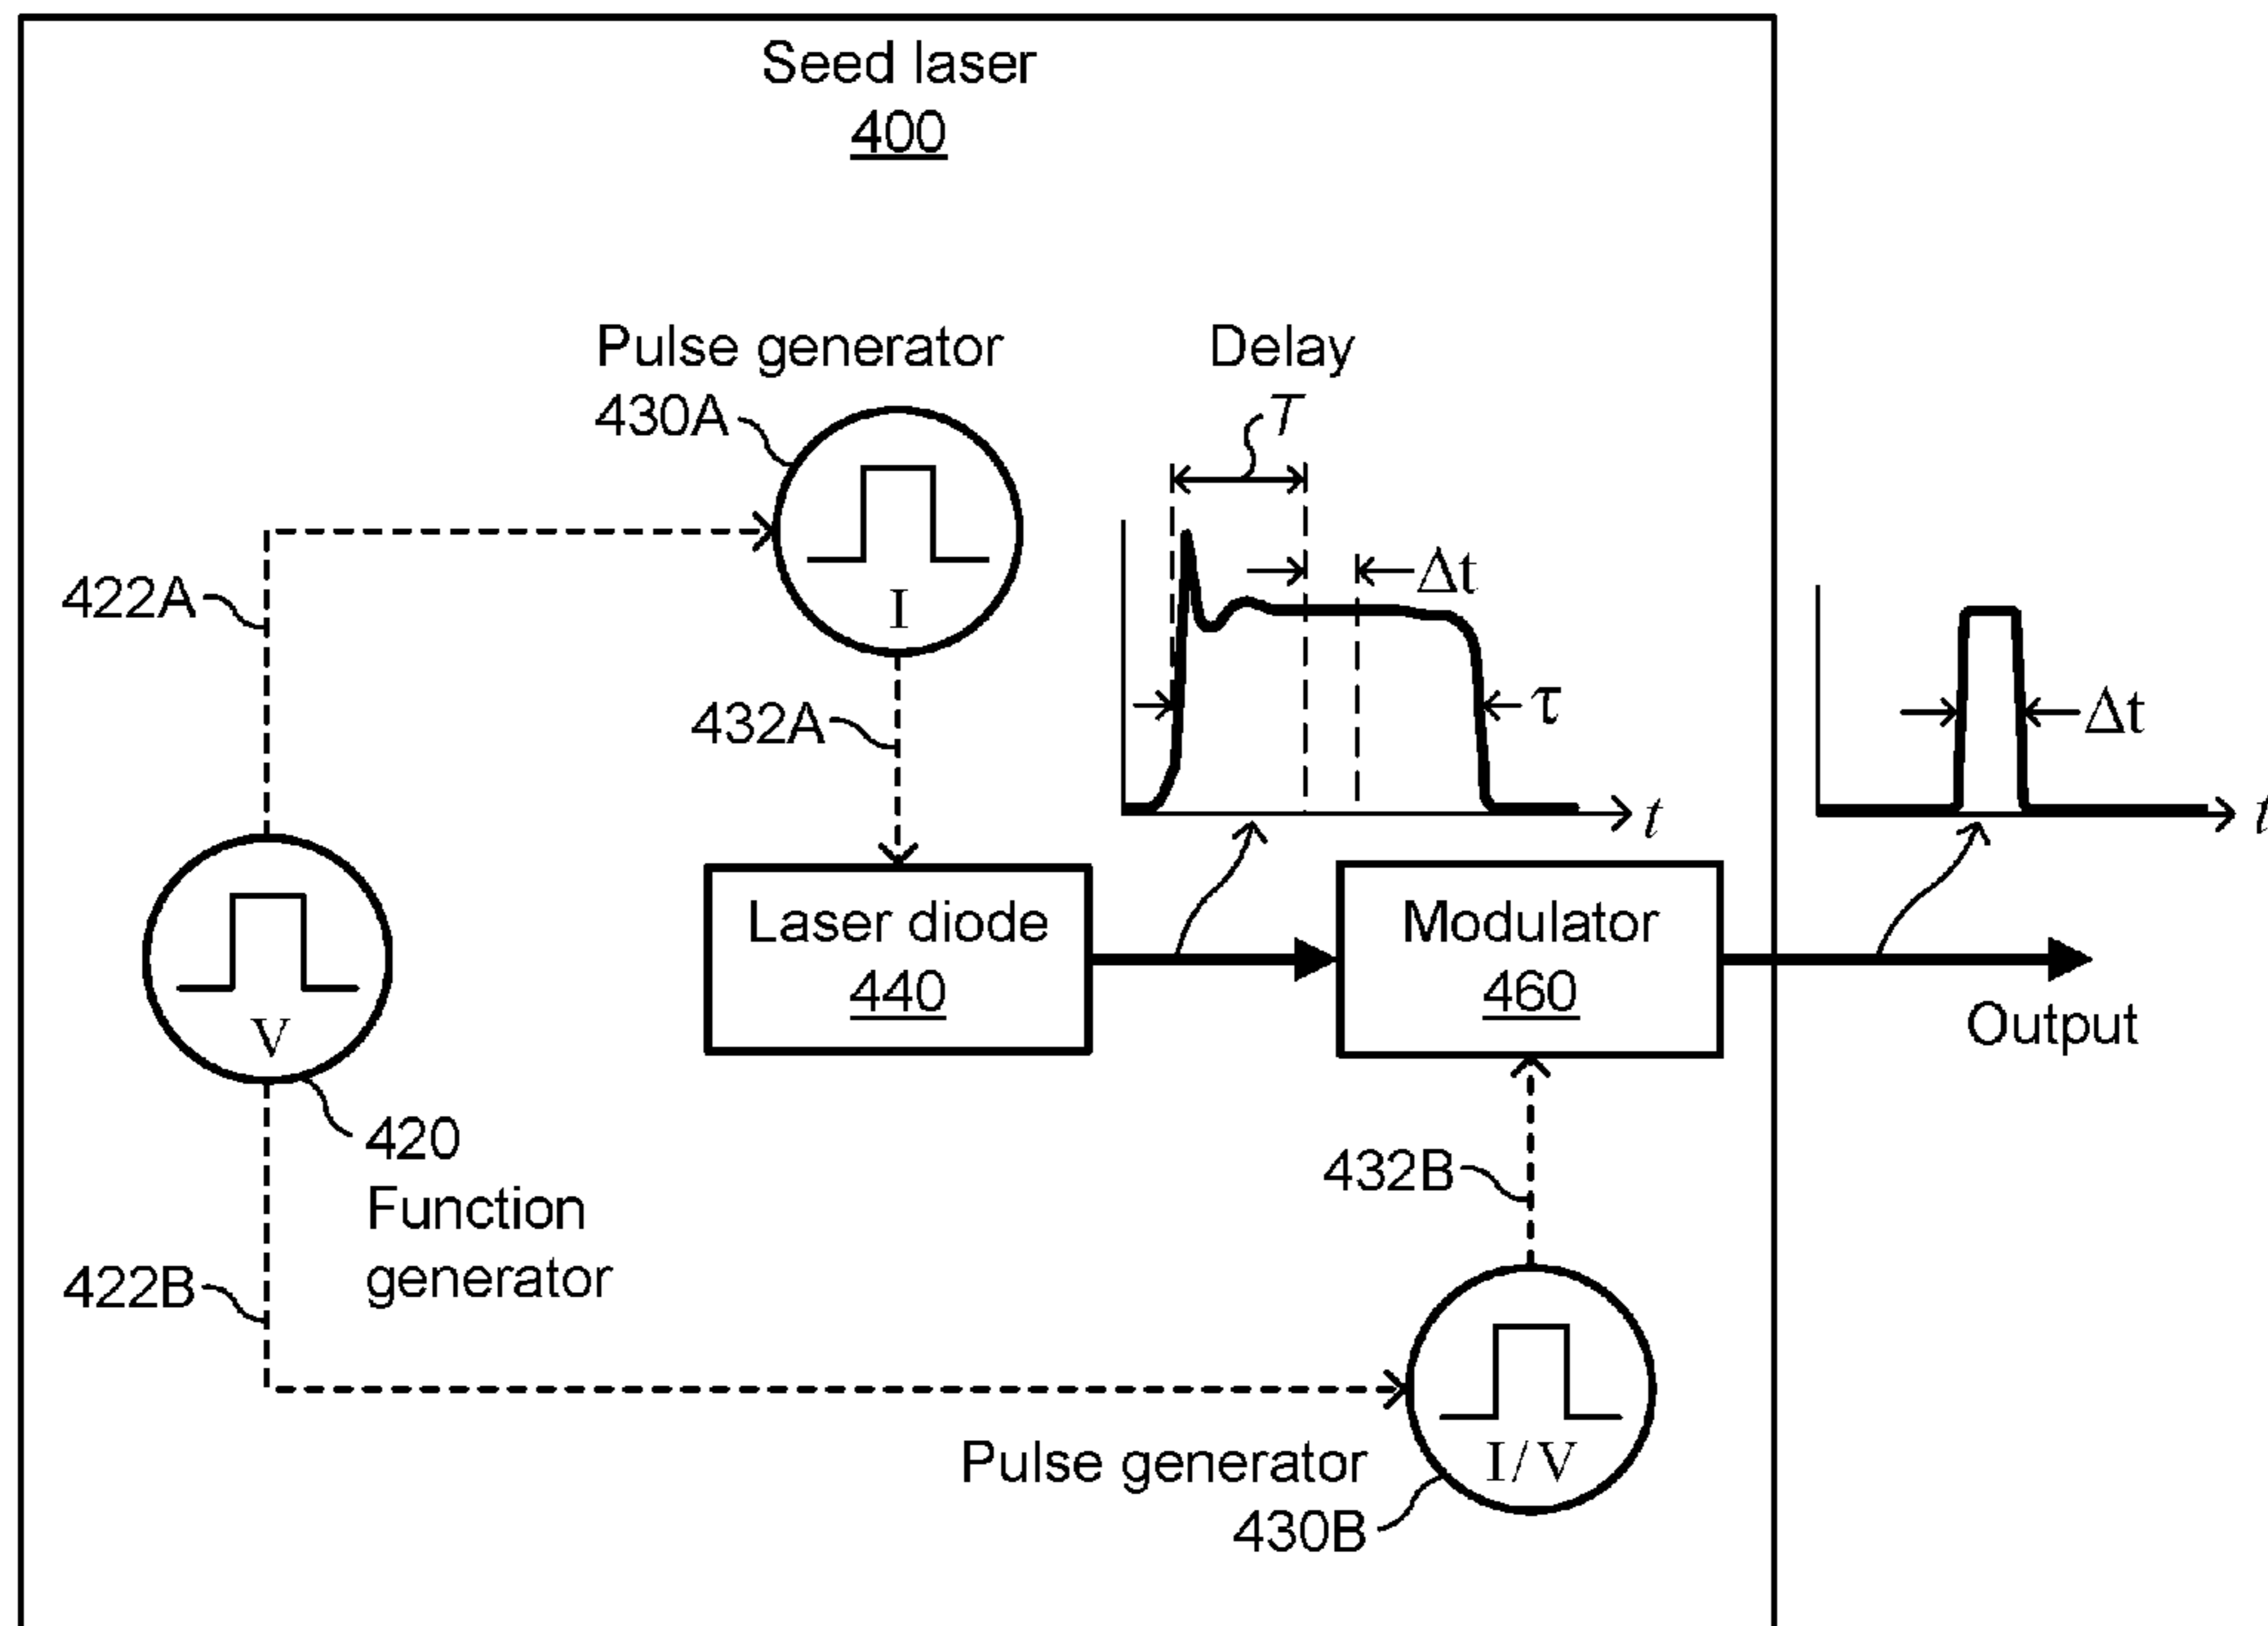 Seed laser
400
Pulse generator
430A
I
Delay
T
Δt
τ
t
Δt
t
422A
432A
Laser diode
440
Modulator
460
Output
V
420
Function
generator
422B
432B
I/V
Pulse generator
430B